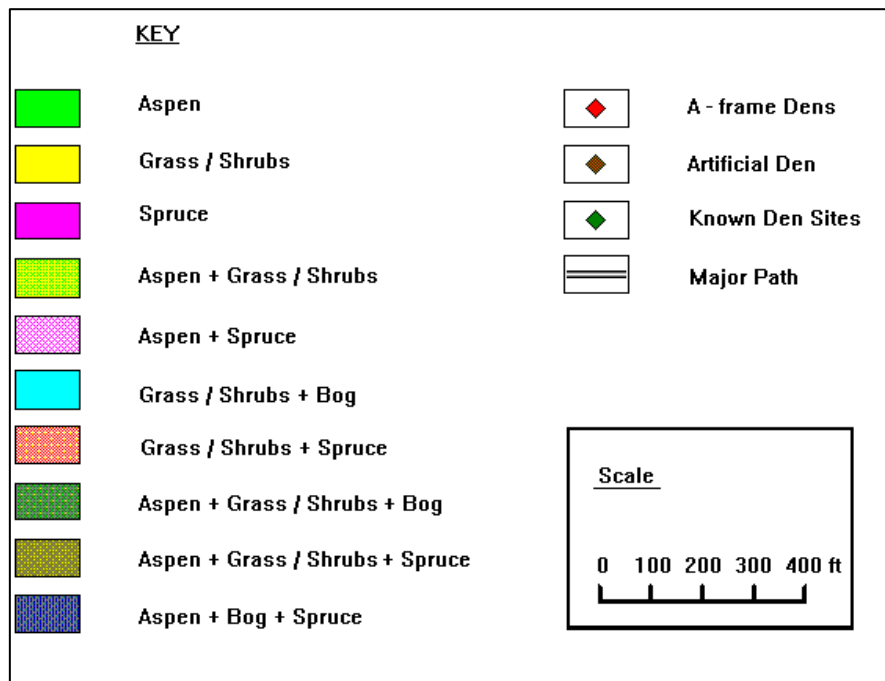 KEY
Aspen
Grass / Shrubs
Spruce
Aspen + Grass / Shrubs
Aspen + Spruce
Grass / Shrubs + Bog
Grass / Shrubs + Spruce
Aspen + Grass / Shrubs + Bog
Aspen + Grass / Shrubs + Spruce
Aspen + Bog + Spruce
A - frame Dens
Artificial Den
Known Den Sites
Major Path
Scale
0 100 200 300 400 ft